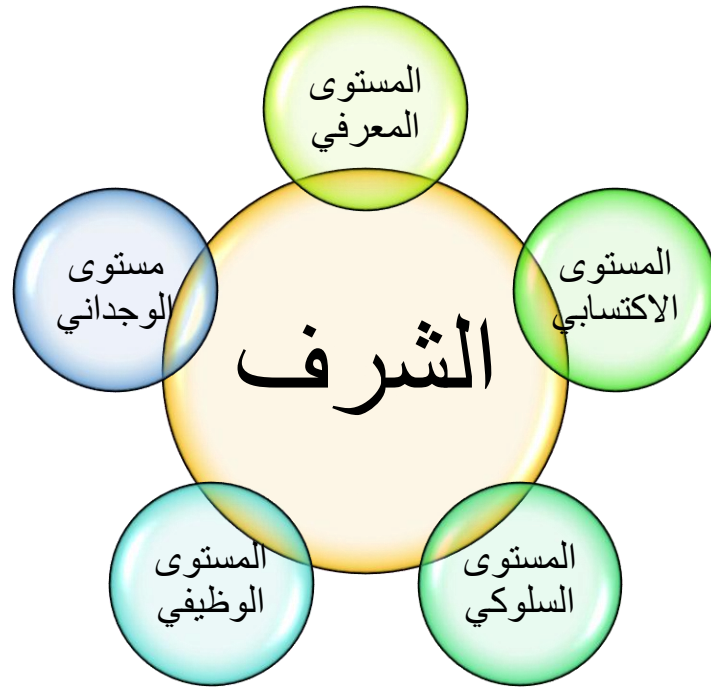 المستوى
المعرفي
المستوى
الاكتسابي
مستوى
الوجداني
الشرف
المستوى
السلوكي
المستوى
الوظيفي